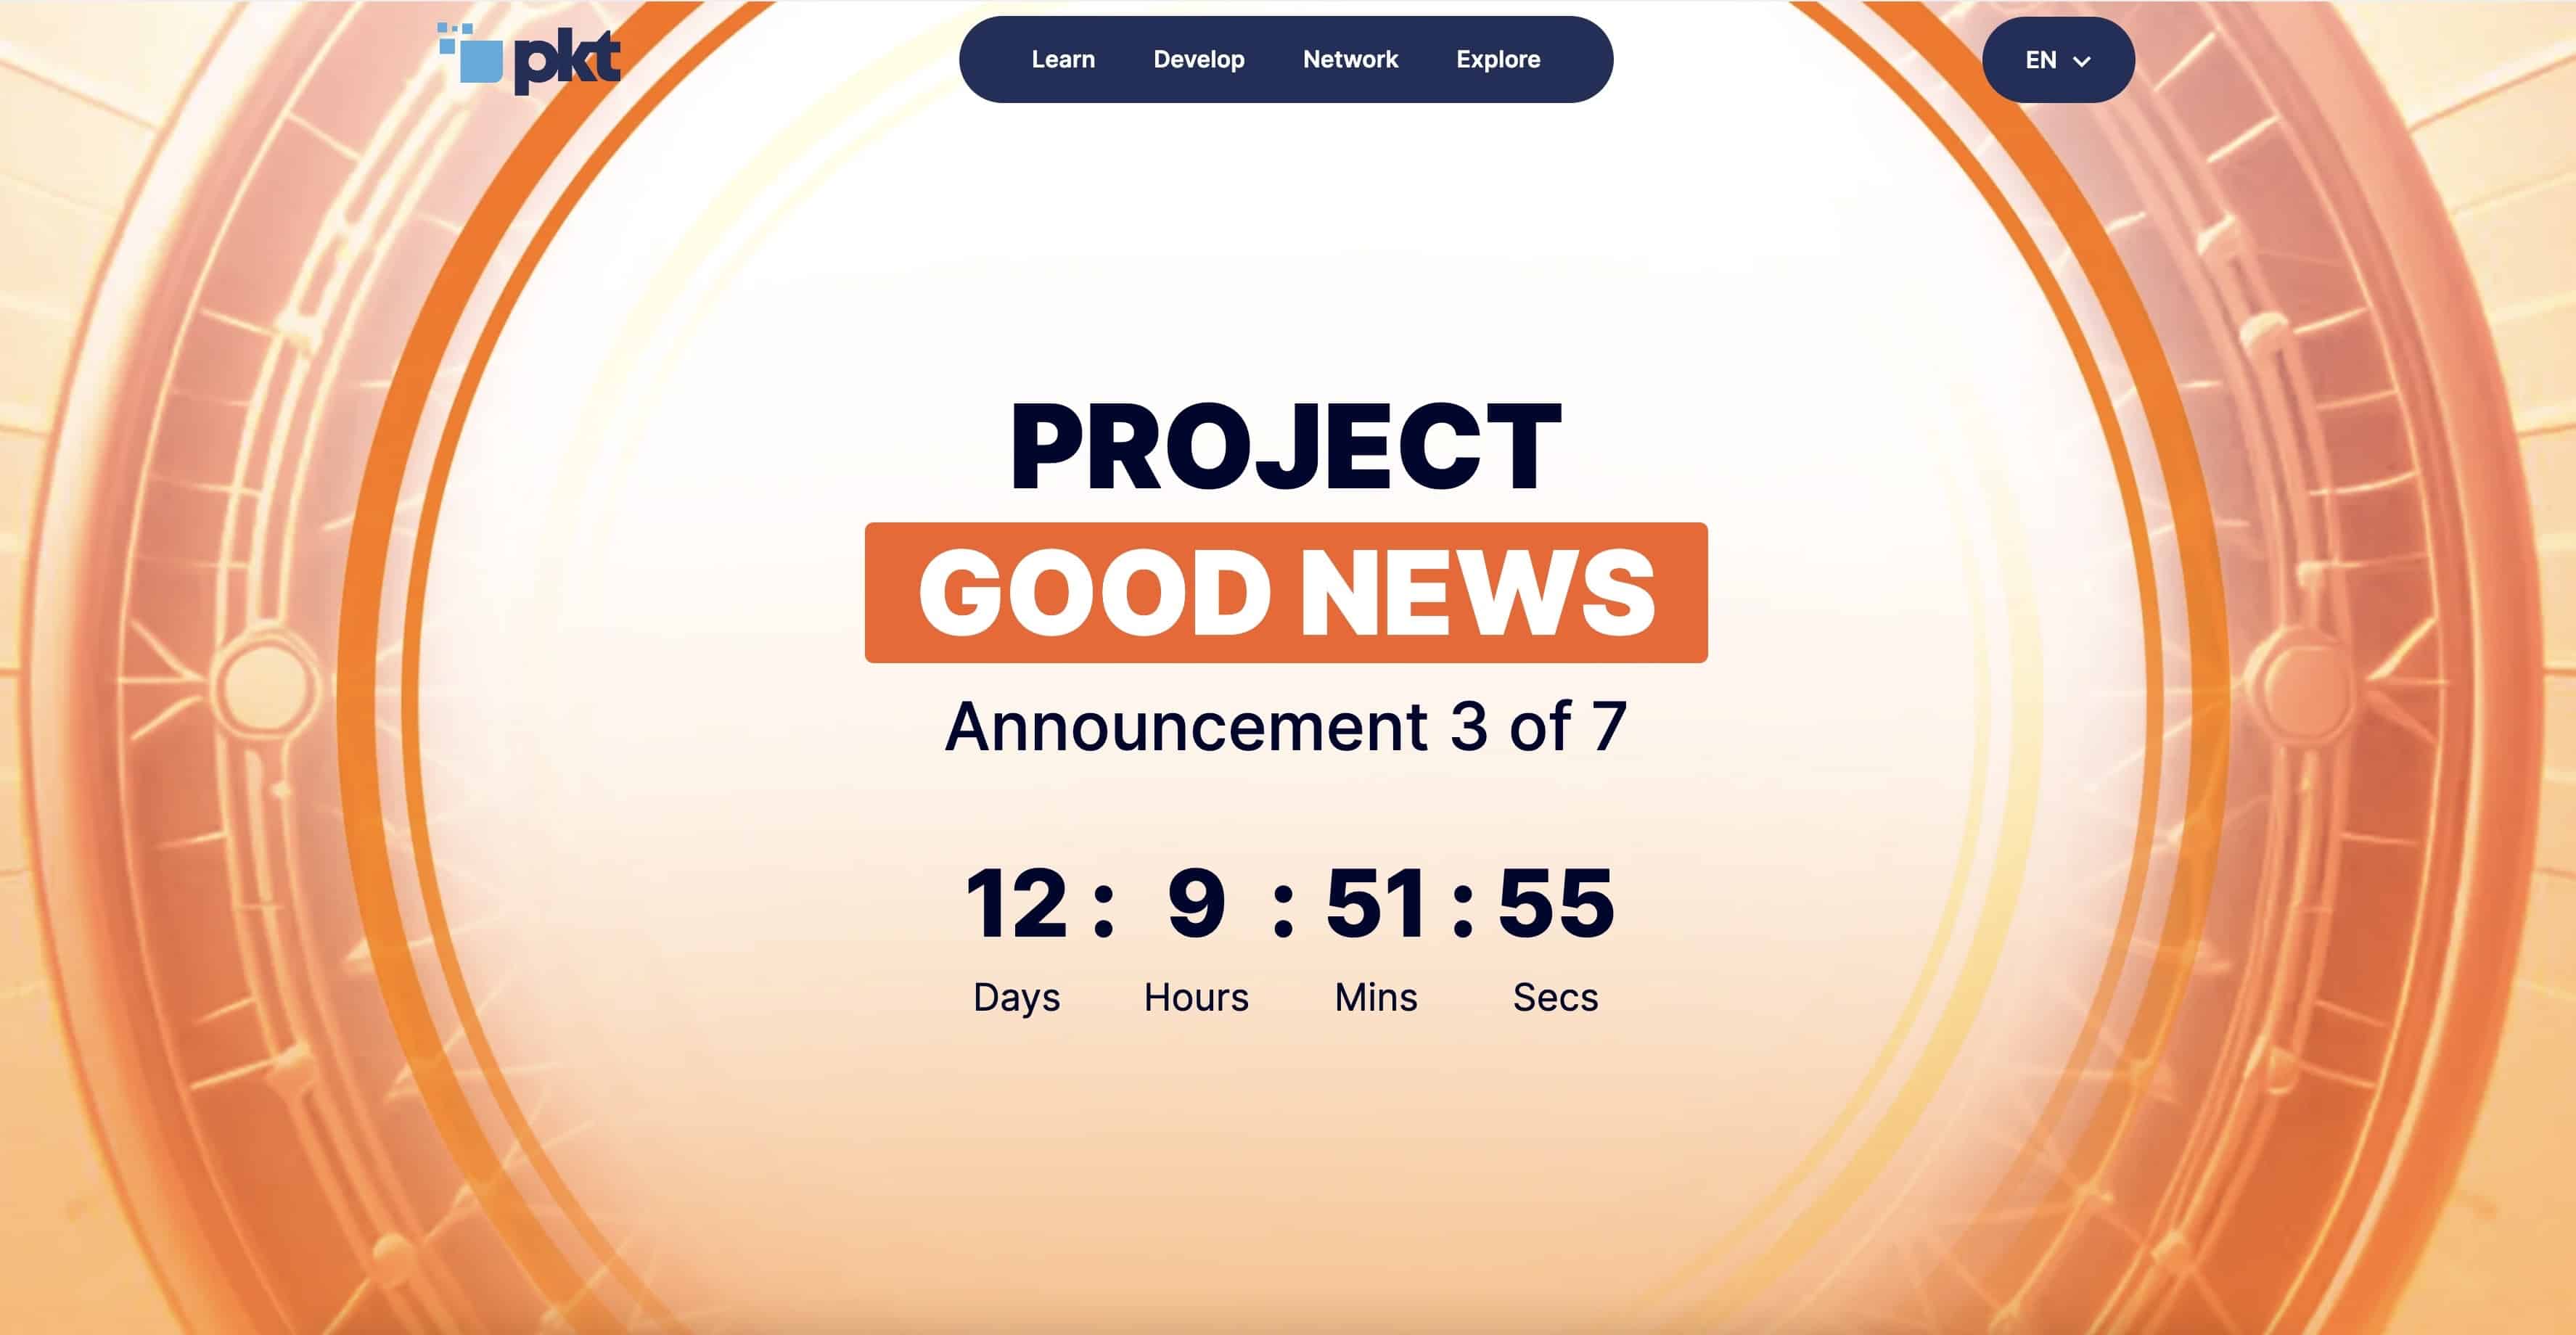 pkt
Learn Develop Network Explore
EN
PROJECT
GOOD NEWS
Announcement 3 of 7
12 : 9 : 51 : 55
Days Hours Mins Secs